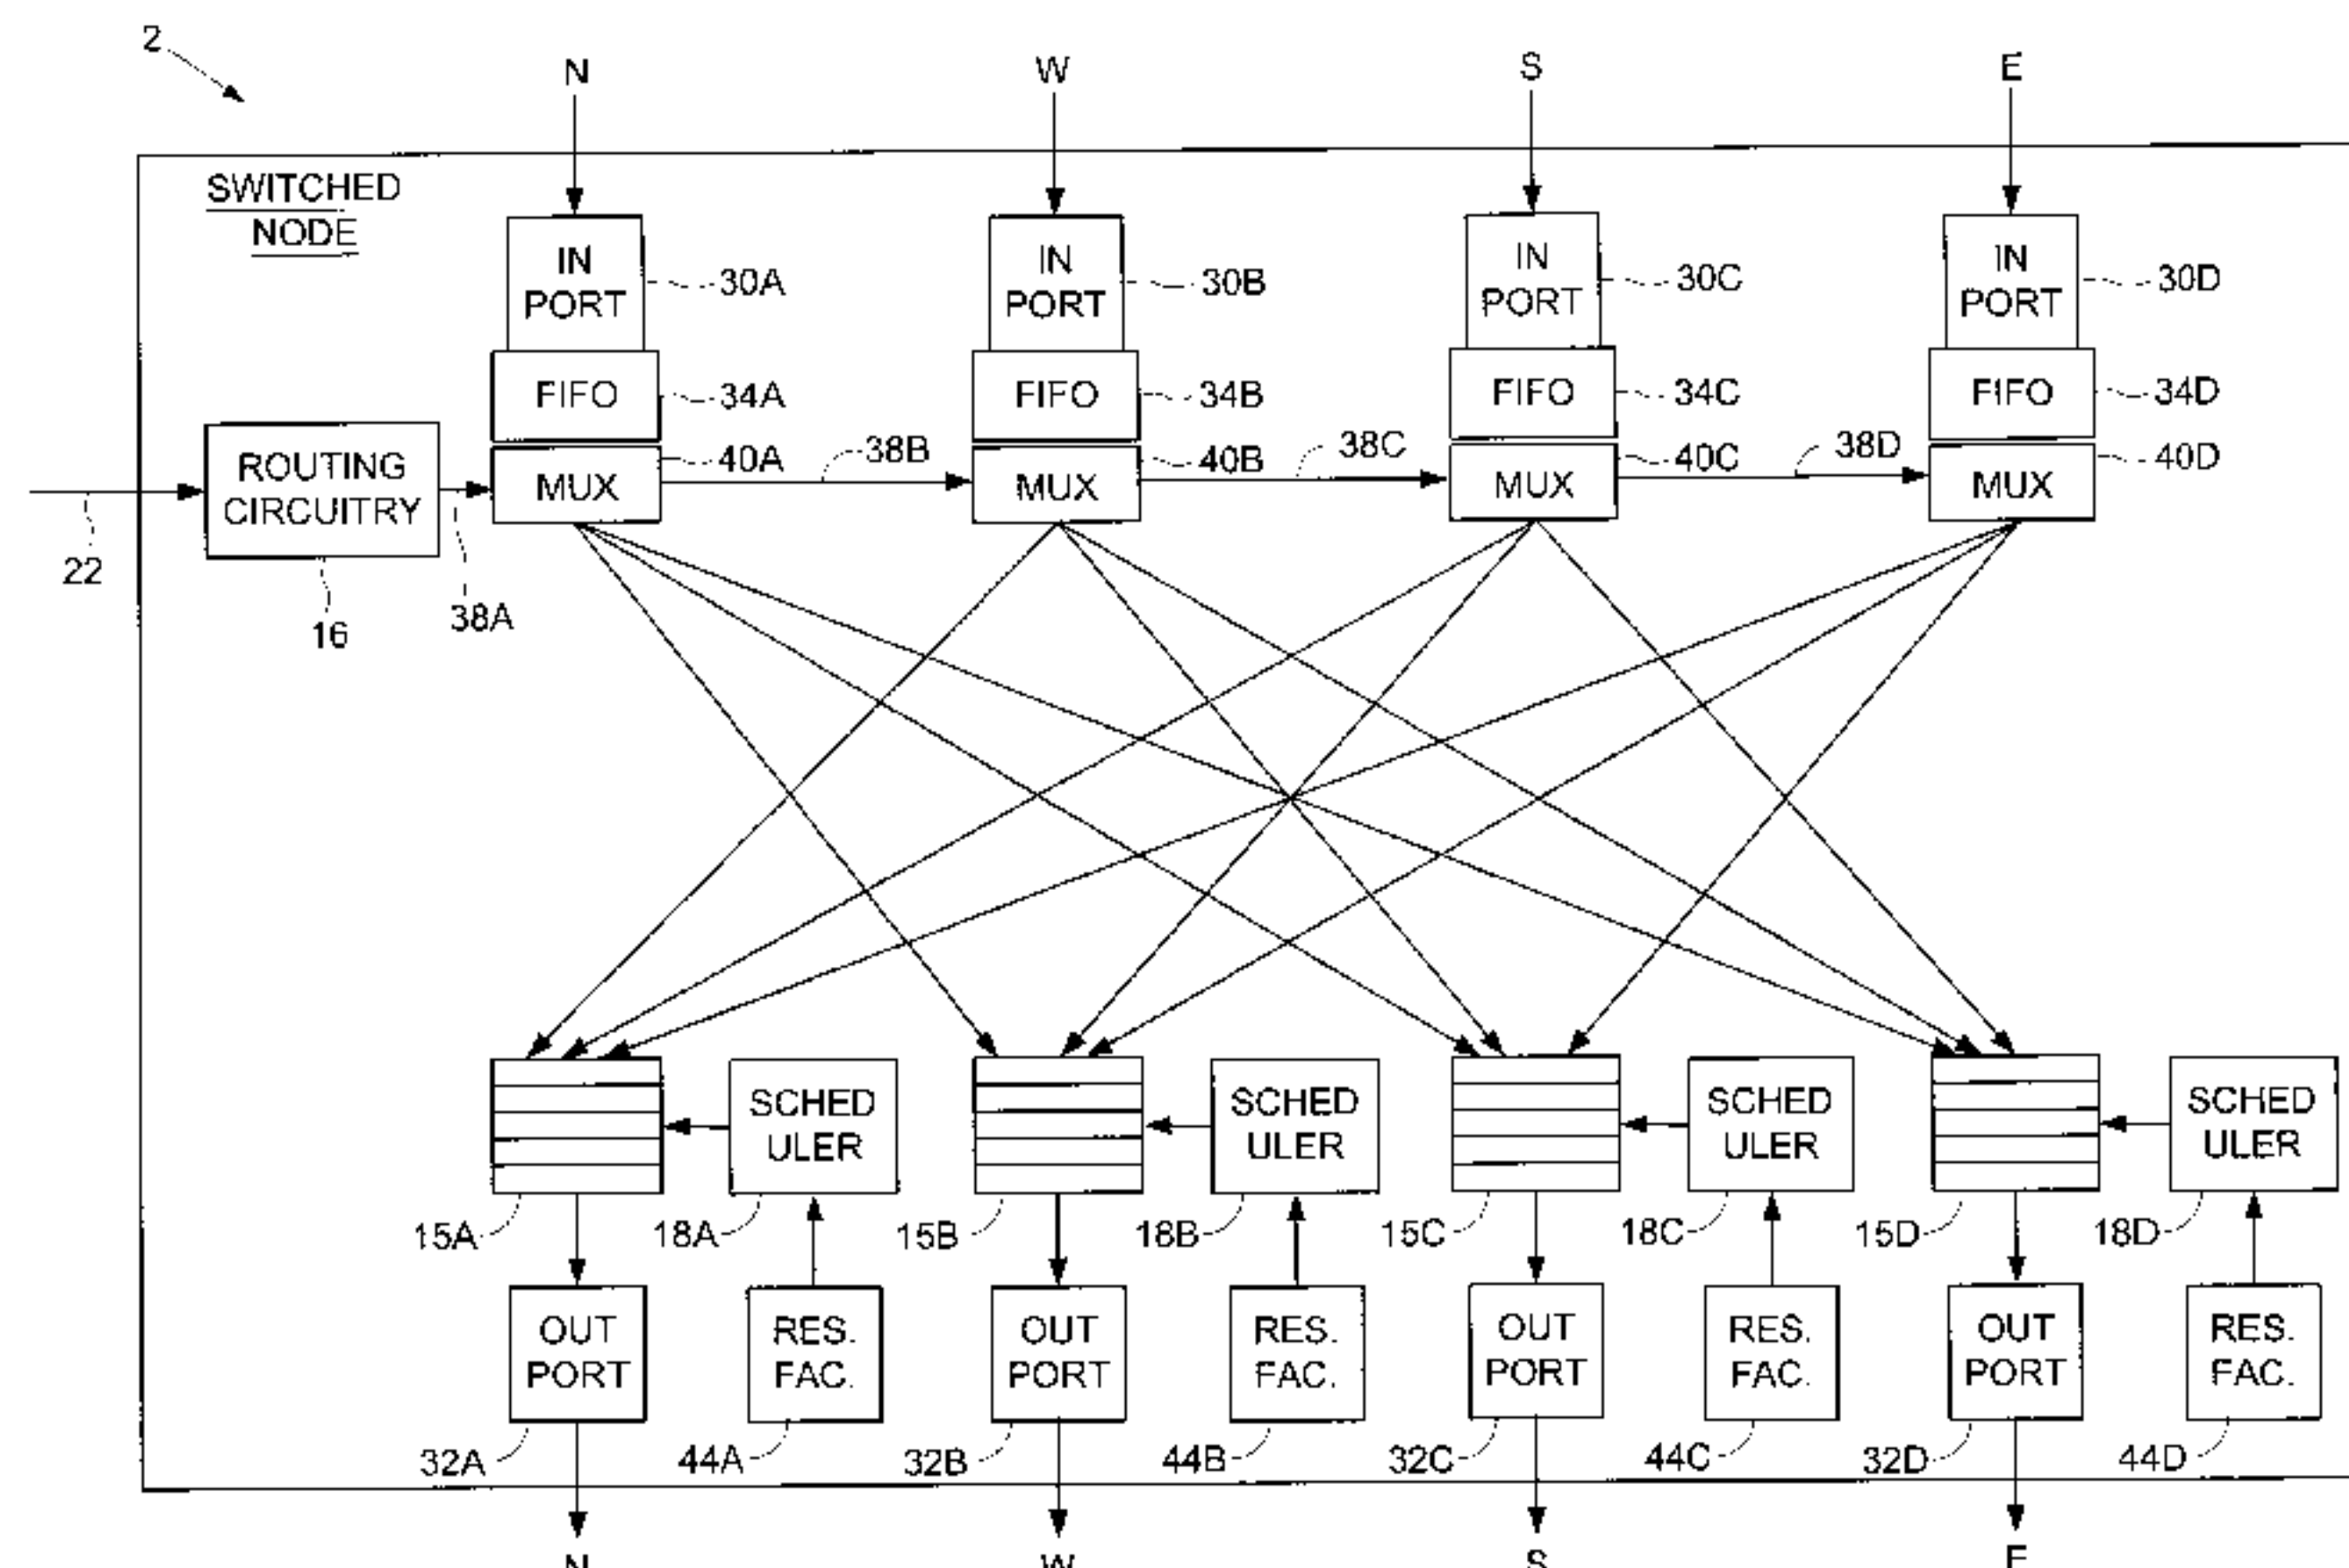 2
N W S E
SWITCHED
NODE
IN IN IN IN
PORT 30A PORT 30B PORT 30C PORT 30D
FIFO 34A FIFO 34B FIFO 34C FIFO 34D
ROUTING
CIRCUITRY
MUX 40A 38B MUX 40B 38C MUX 40C 38D MUX 40D
22
16
38A
SCHED SCHED SCHED SCHED
ULER ULER ULER ULER
15A 18A 15B 18B 15C 18C 15D 18D
OUT RES. OUT RES. OUT RES. OUT RES.
PORT FAC. PORT FAC. PORT FAC. PORT FAC.
32A 44A 32B 44B 32C 44C 32D 44D
N W S E